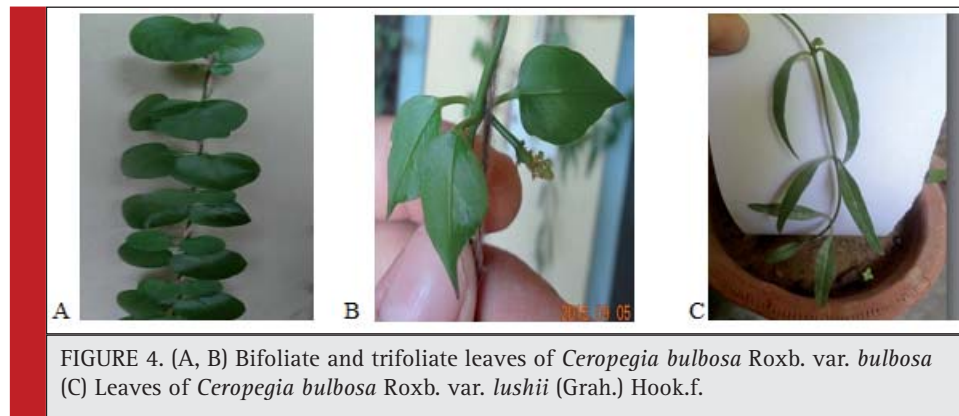 A
B
C
2015.09.05
FIGURE 4. (A, B) Bifoliate and trifoliate leaves of Ceropegia bulbosa Roxb. var. bulbosa
(C) Leaves of Ceropegia bulbosa Roxb. var. lushii (Grah.) Hook.f.